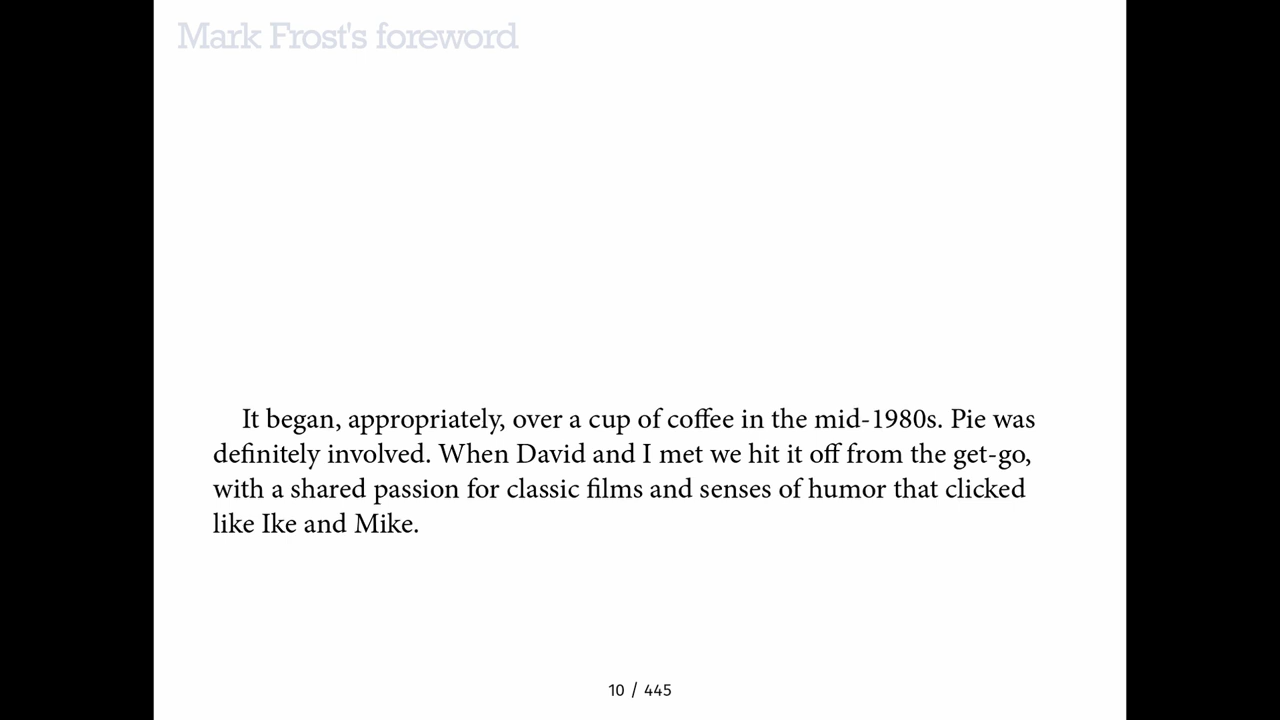 Mark Frost's foreword
It began, appropriately, over a cup of coffee in the mid-1980s. Pie was
definitely involved. When David and I met we hit it off from the get-go,
with a shared passion for classic films and senses of humor that clicked
like Ike and Mike.
10 / 445